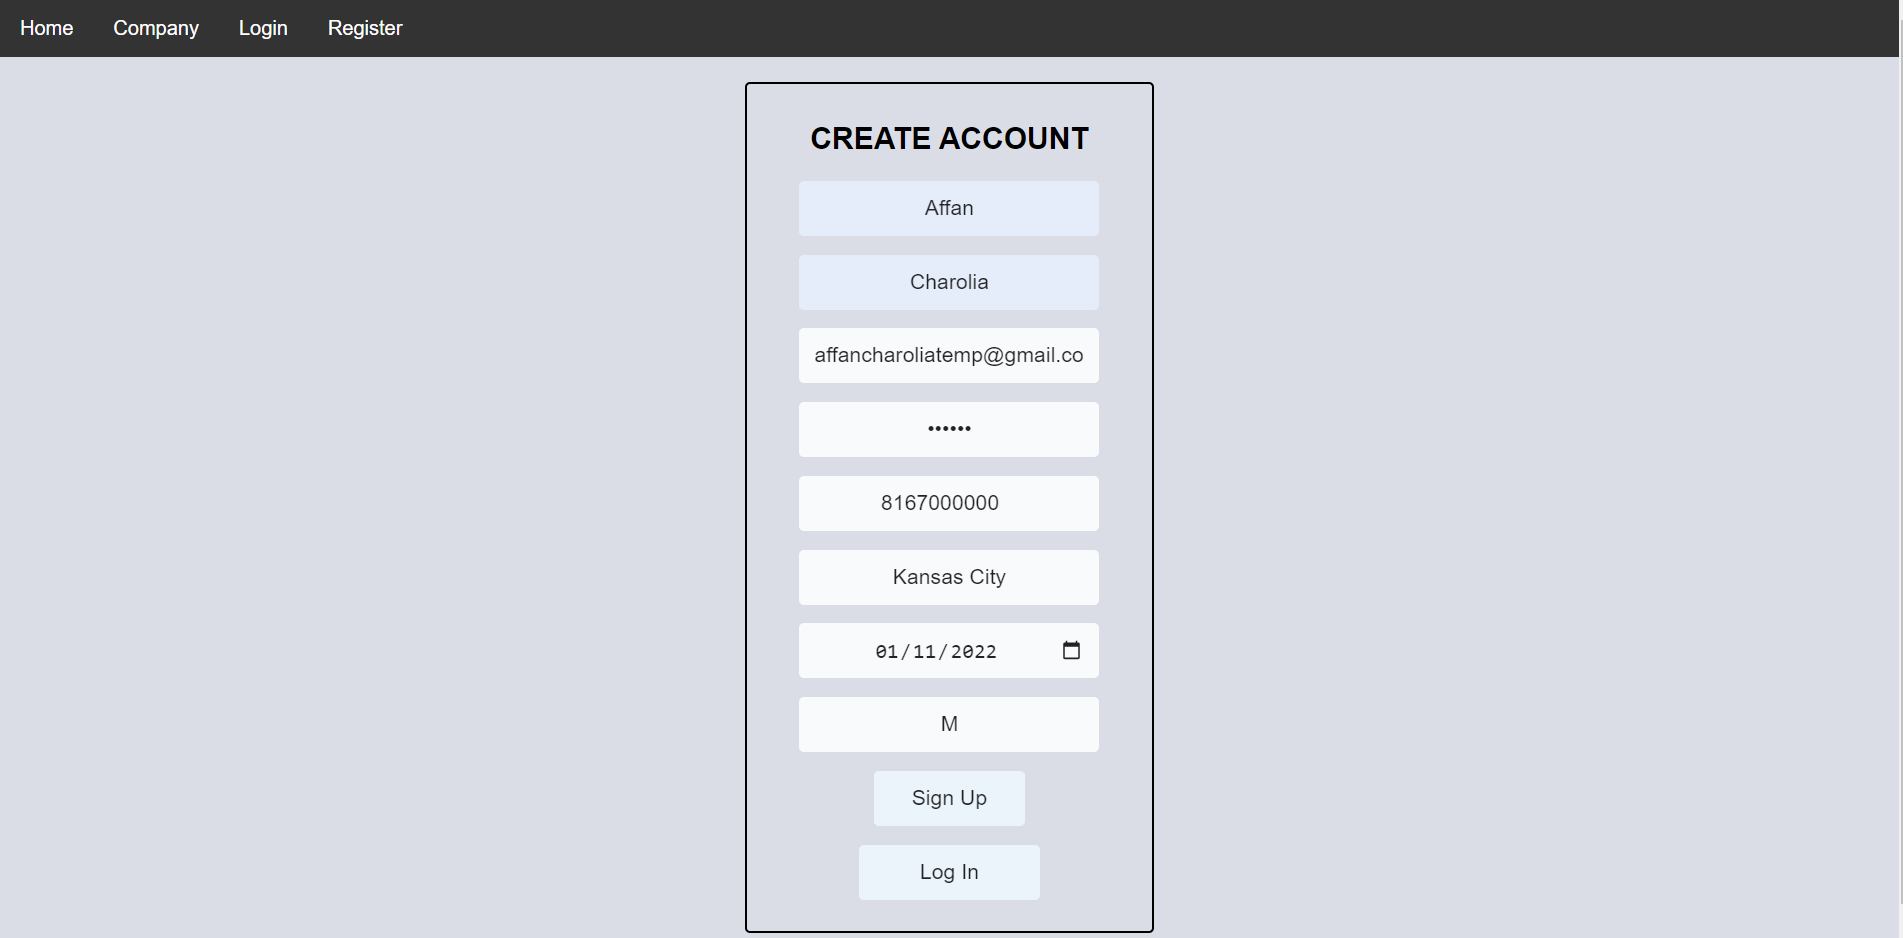 Home Company Login Register
CREATE ACCOUNT
Affan
Charolia
affancharoliatemp@gmail.co
••••••
8167000000
Kansas City
01/11/2022
M
Sign Up
Log In